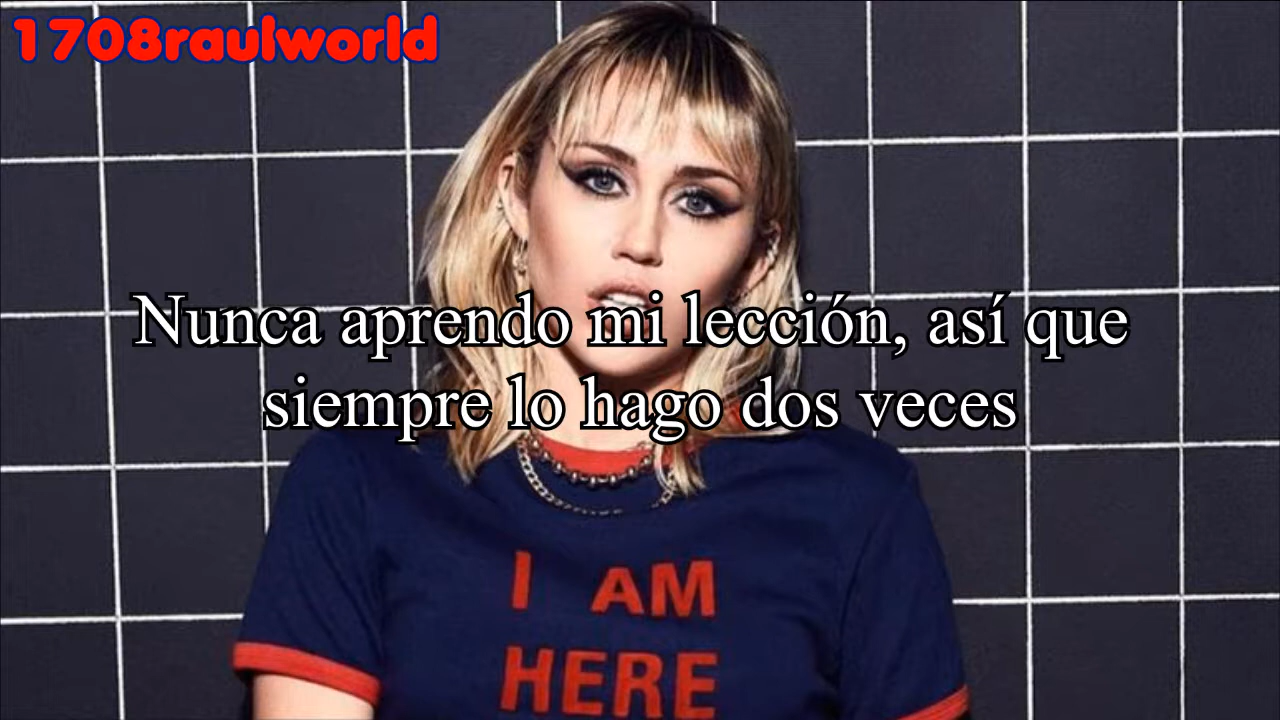 1708raulworld
Nunca aprendo mi lección, así que
siempre lo hago dos veces
I AM
HERE